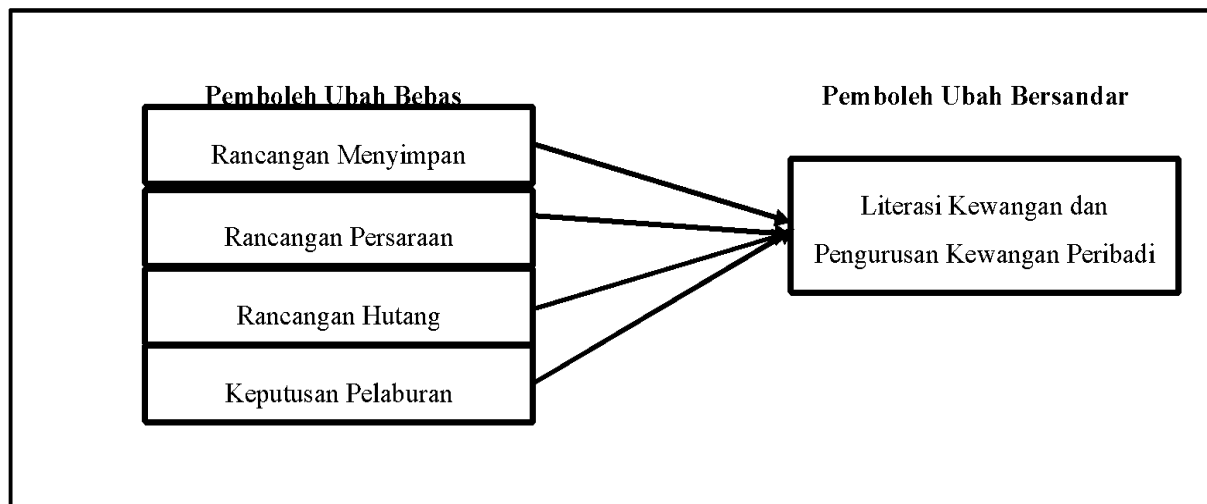 Pemboleh Ubah Bebas
Rancangan Menyimpan
Rancangan Persaraan
Rancangan Hutang
Keputusan Pelaburan
Pemboleh Ubah Bersandar
Literasi Kewangan dan
Pengurusan Kewangan Peribadi